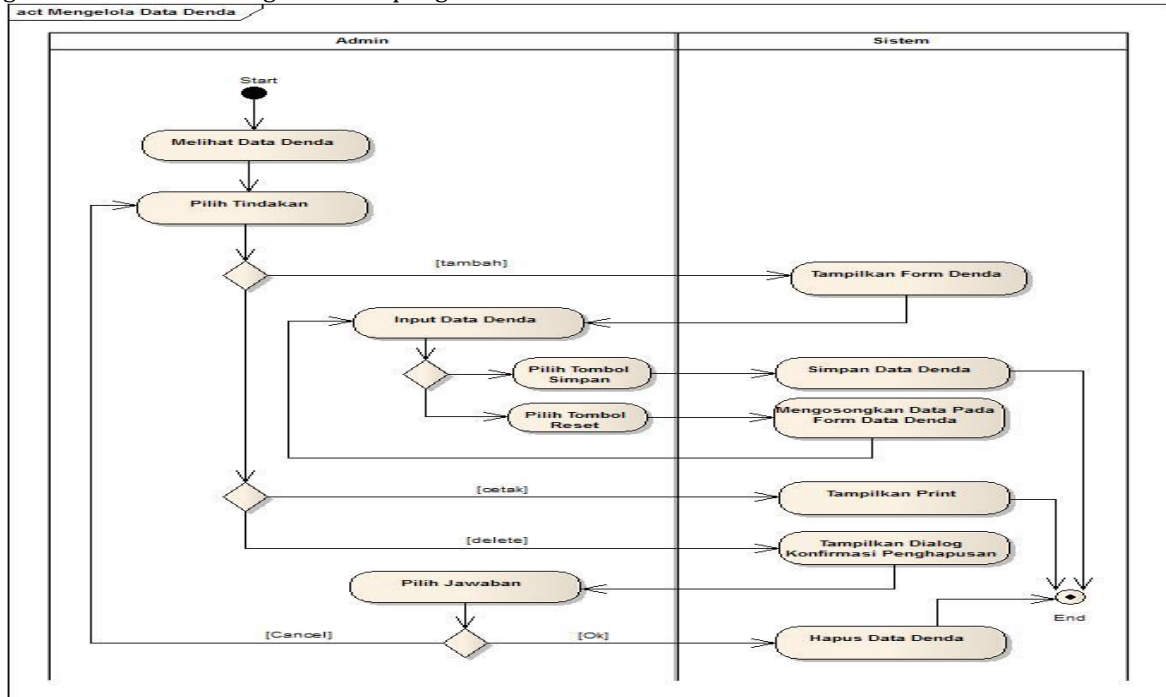 act Mengelola Data Denda
Admin
Sistem
Start
Melihat Data Denda
Pilih Tindakan
[tambah]
Tampilkan Form Denda
Input Data Denda
Pilih Tombol
Simpan
Simpan Data Denda
Pilih Tombol
Reset
Mengosongkan Data Pada
Form Data Denda
[cetak]
Tampilkan Print
[delete]
Tampilkan Dialog
Konfirmasi Penghapusan
Pilih Jawaban
End
[Cancel]
[Ok]
Hapus Data Denda